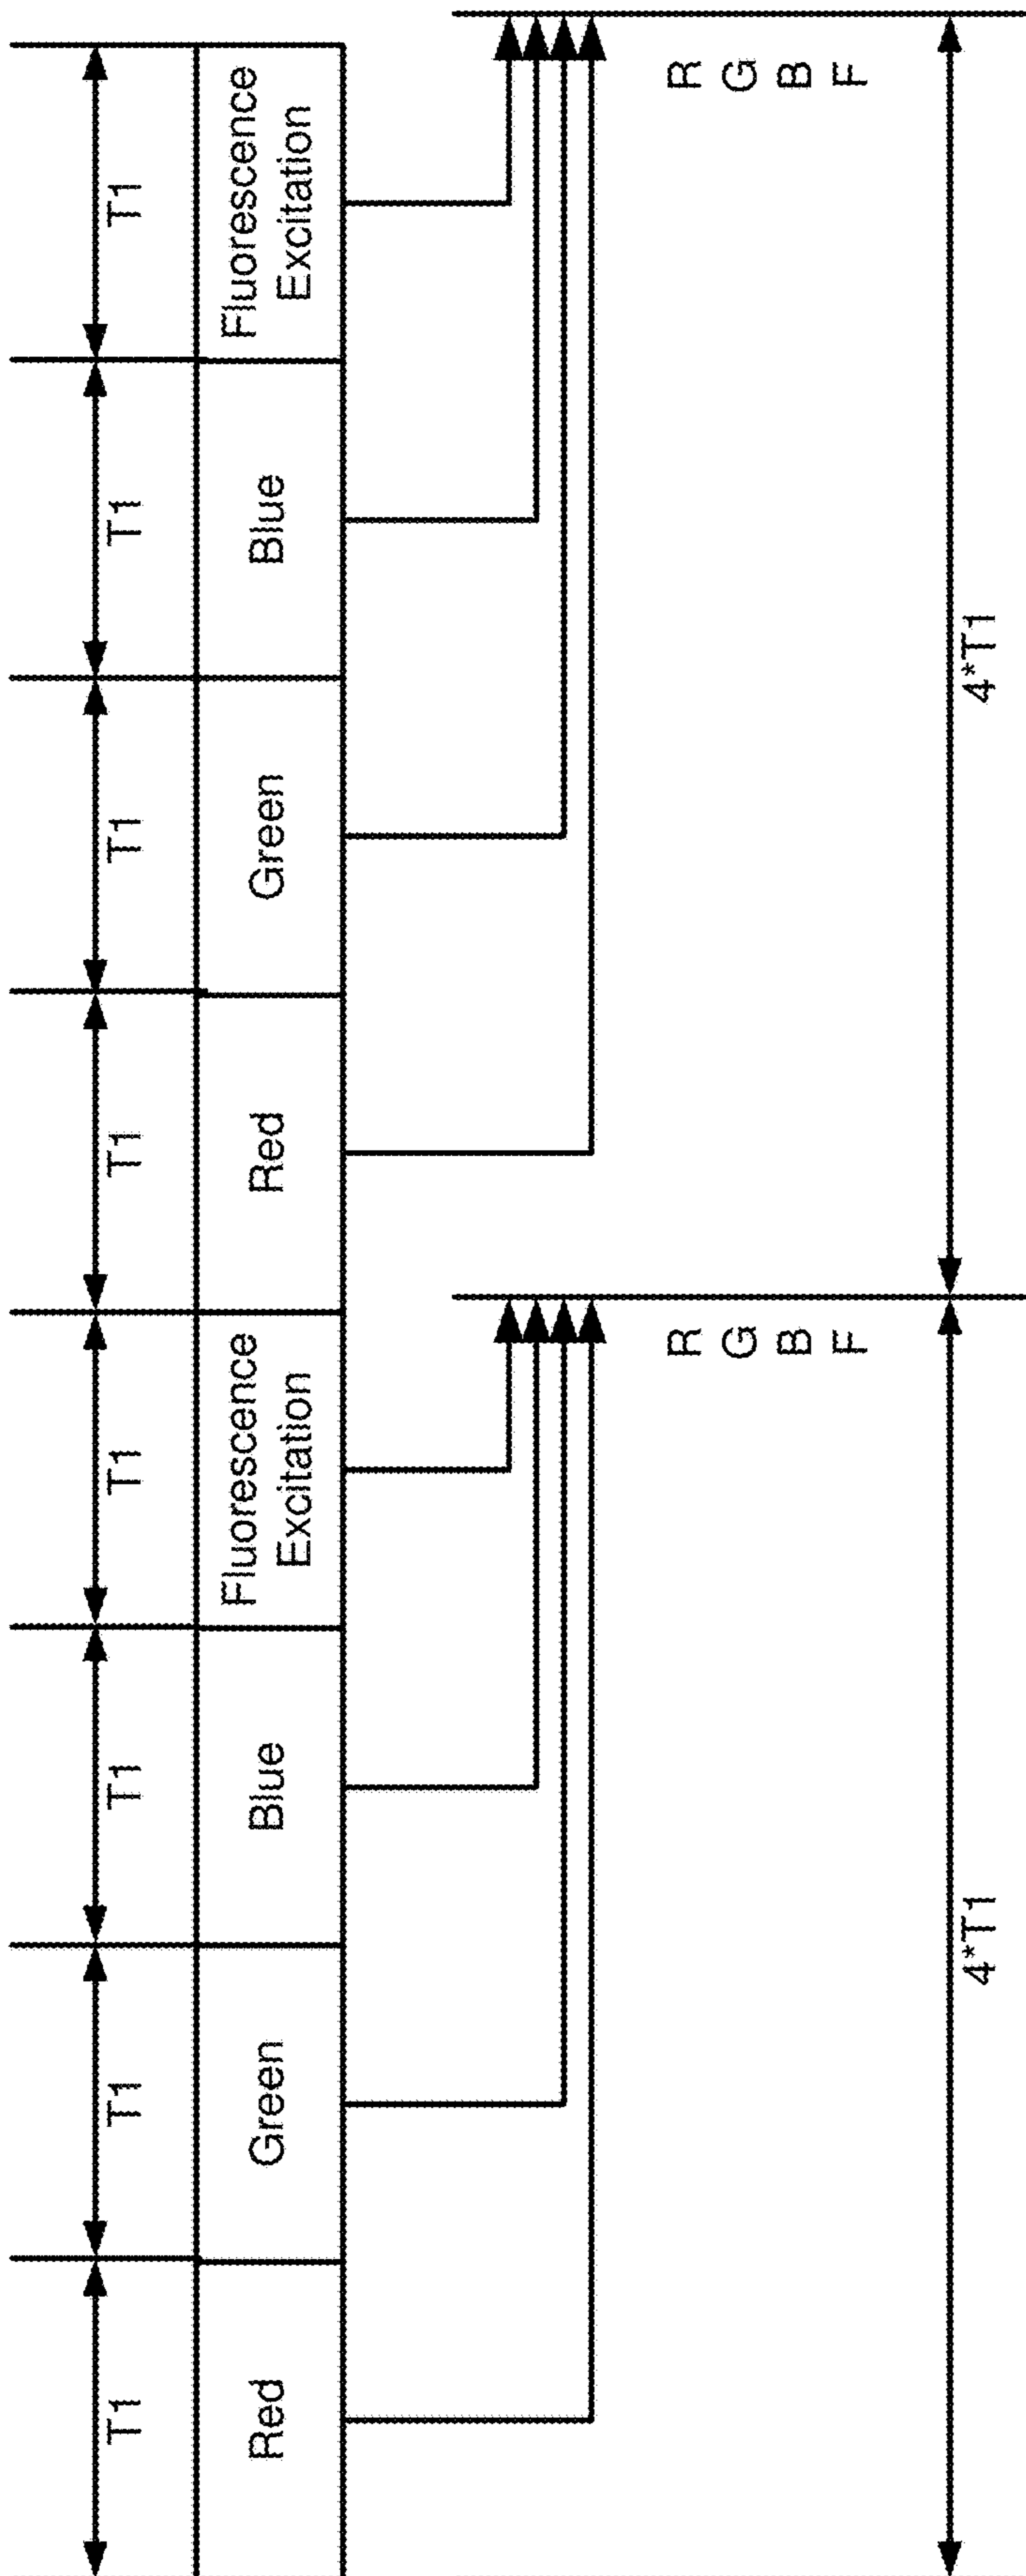 T1
T1
T1
T1
T1
T1
T1
T1
Red
Green
Blue
Fluorescence
Excitation
Red
Green
Blue
Fluorescence
Excitation
R
G
B
F
R
G
B
F
4*T1
4*T1